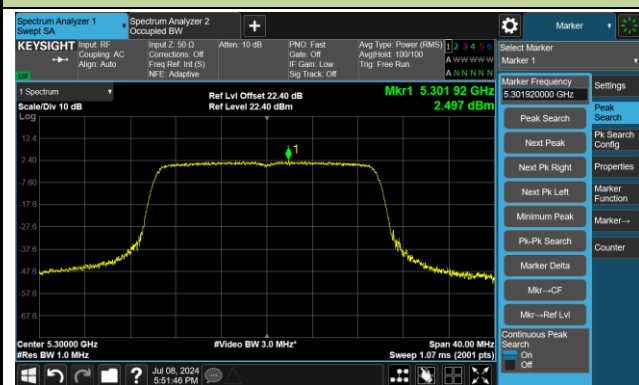 Spectrum Analyzer 1
Swept SA
Spectrum Analyzer 2
Occupied BW
+
Marker
KEYSIGHT
Input: RF
Coupling: AC
Align: Auto
Input Z: 50 Ω
Corrections: Off
Freq Ref: Int (S)
NFE: Adaptive
Atten: 10 dB
PNO: Fast
Gate: Off
IF Gain: Low
Sig Track: Off
Avg Type: Power (RMS)
Avg|Hold: 100/100
Trig: Free Run
1 2 3 4 5 6
A W W W W W
A N N N N N
LVI
Select Marker
Marker 1
1 Spectrum
Scale/Div 10 dB
Log
Ref Lvl Offset 22.40 dB
Ref Level 22.40 dBm
Mkr1 5.301 92 GHz
2.497 dBm
12.4
2.40
-7.60
-17.6
-27.6
-37.6
-47.6
-57.6
-67.6
1
Center 5.30000 GHz
#Res BW 1.0 MHz
#Video BW 3.0 MHz*
Span 40.00 MHz
Sweep 1.07 ms (2001 pts)
Marker Frequency
5.301920000 GHz
Peak Search
Next Peak
Next Pk Right
Next Pk Left
Minimum Peak
Pk-Pk Search
Marker Delta
Mkr→CF
Mkr→Ref Lvl
Continuous Peak
Search
On
Off
Settings
Peak
Search
Pk Search
Config
Properties
Marker
Function
Marker→
Counter
?
Jul 08, 2024
5:51:46 PM